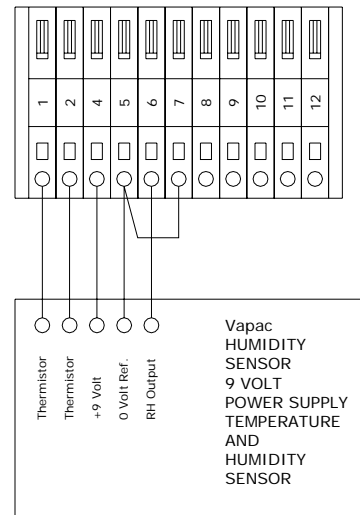 1 2 4 5 6 7 8 9 10 11 12
Thermistor
Thermistor
+9 Volt
0 Volt Ref.
RH Output
Vapac
HUMIDITY
SENSOR
9 VOLT
POWER SUPPLY
TEMPERATURE
AND
HUMIDITY
SENSOR